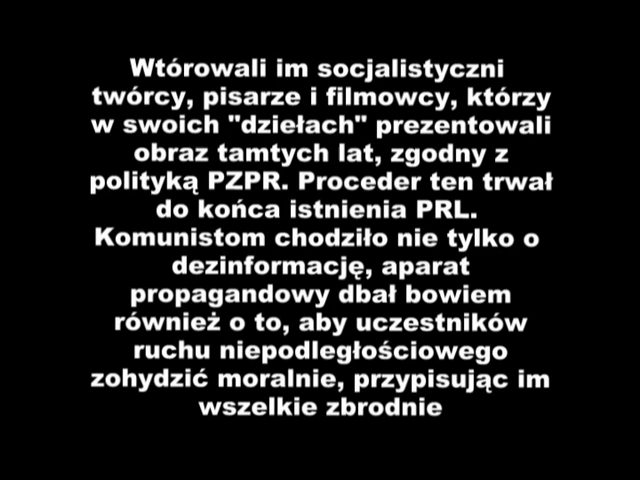 Wtórowali im socjalistyczni
twórcy, pisarze i filmowcy, którzy
w swoich "dziełach" prezentowali
obraz tamtych lat, zgodny z
polityką PZPR. Proceder ten trwał
do końca istnienia PRL.
Komunistom chodziło nie tylko o
dezinformację, aparat
propagandowy dbał bowiem
również o to, aby uczestników
ruchu niepodległościowego
zohydzić moralnie, przypisując im
wszelkie zbrodnie